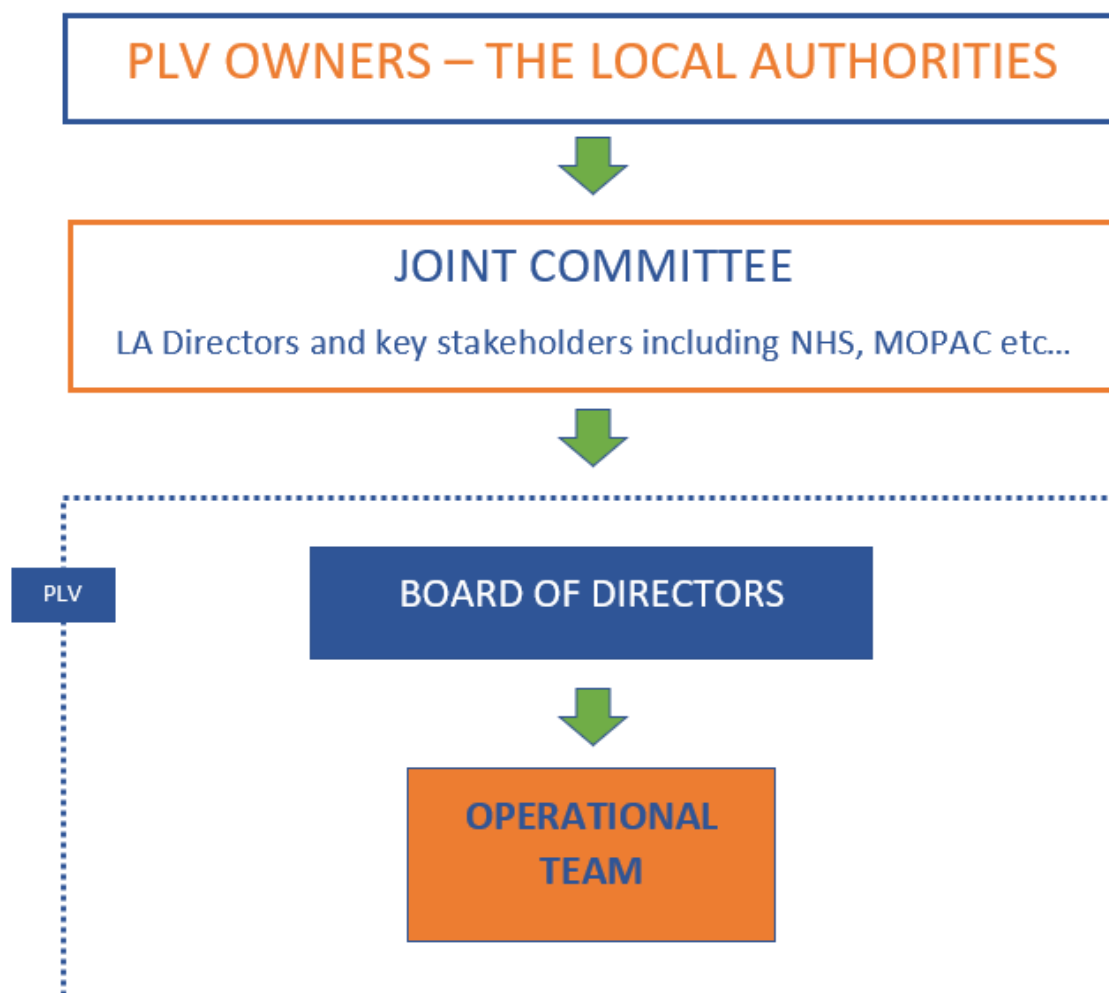 PLV OWNERS – THE LOCAL AUTHORITIES
JOINT COMMITTEE
LA Directors and key stakeholders including NHS, MOPAC etc…
PLV
BOARD OF DIRECTORS
OPERATIONAL
TEAM